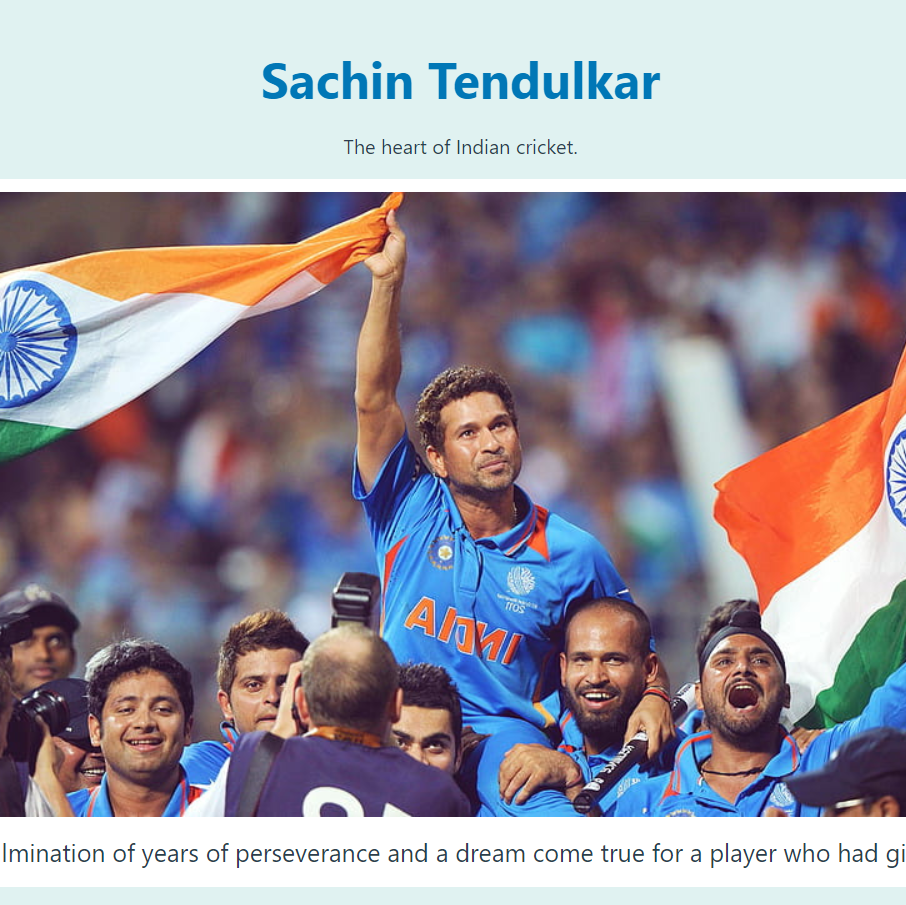 Sachin Tendulkar
The heart of Indian cricket.
lmination of years of perseverance and a dream come true for a player who had gi